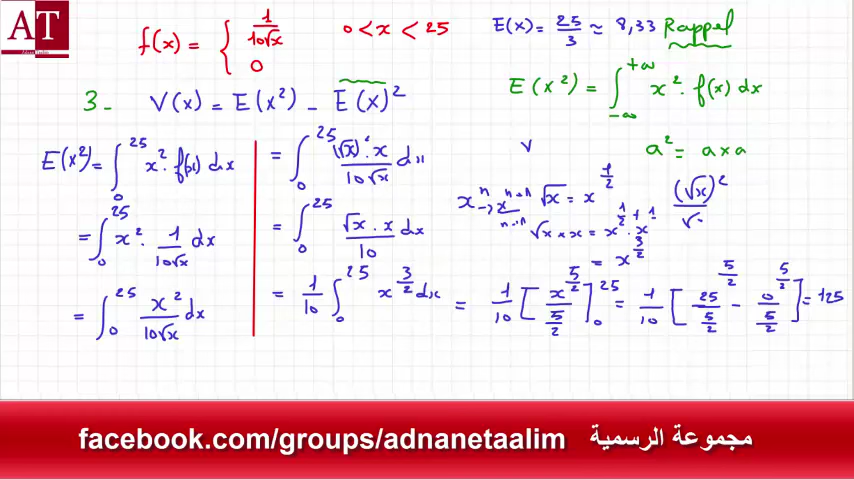 AT
f(x) = { 1/(10√x) 0 < x < 25
0
E(x) = 25/3 ≈ 8,33 Rappel
3 - V(x) = E(x²) - E(x)²
E(x²) = ∫_{-∞}^{+∞} x² · f(x) dx
a² = a × a
E(x²) = ∫_0^25 x² · f(x) dx
= ∫_0^25 x² · 1/(10√x) dx
= ∫_0^25 x²/(10√x) dx
= ∫_0^25 (√x)² · x/(10√x) dx
= ∫_0^25 √x · x/10 dx
= 1/10 ∫_0^25 x^(3/2) dx
√x = x^(1/2)
√x × x = x^(1/2) · x^(+1)
= x^(3/2)
(√x)²
= 1/10 [x^(5/2)/(5/2)]_0^25 = 1/10 [25^(5/2)/(5/2) - 0^(5/2)/(5/2)] = 125
facebook.com/groups/adnanetaalim مجموعة الرسمية